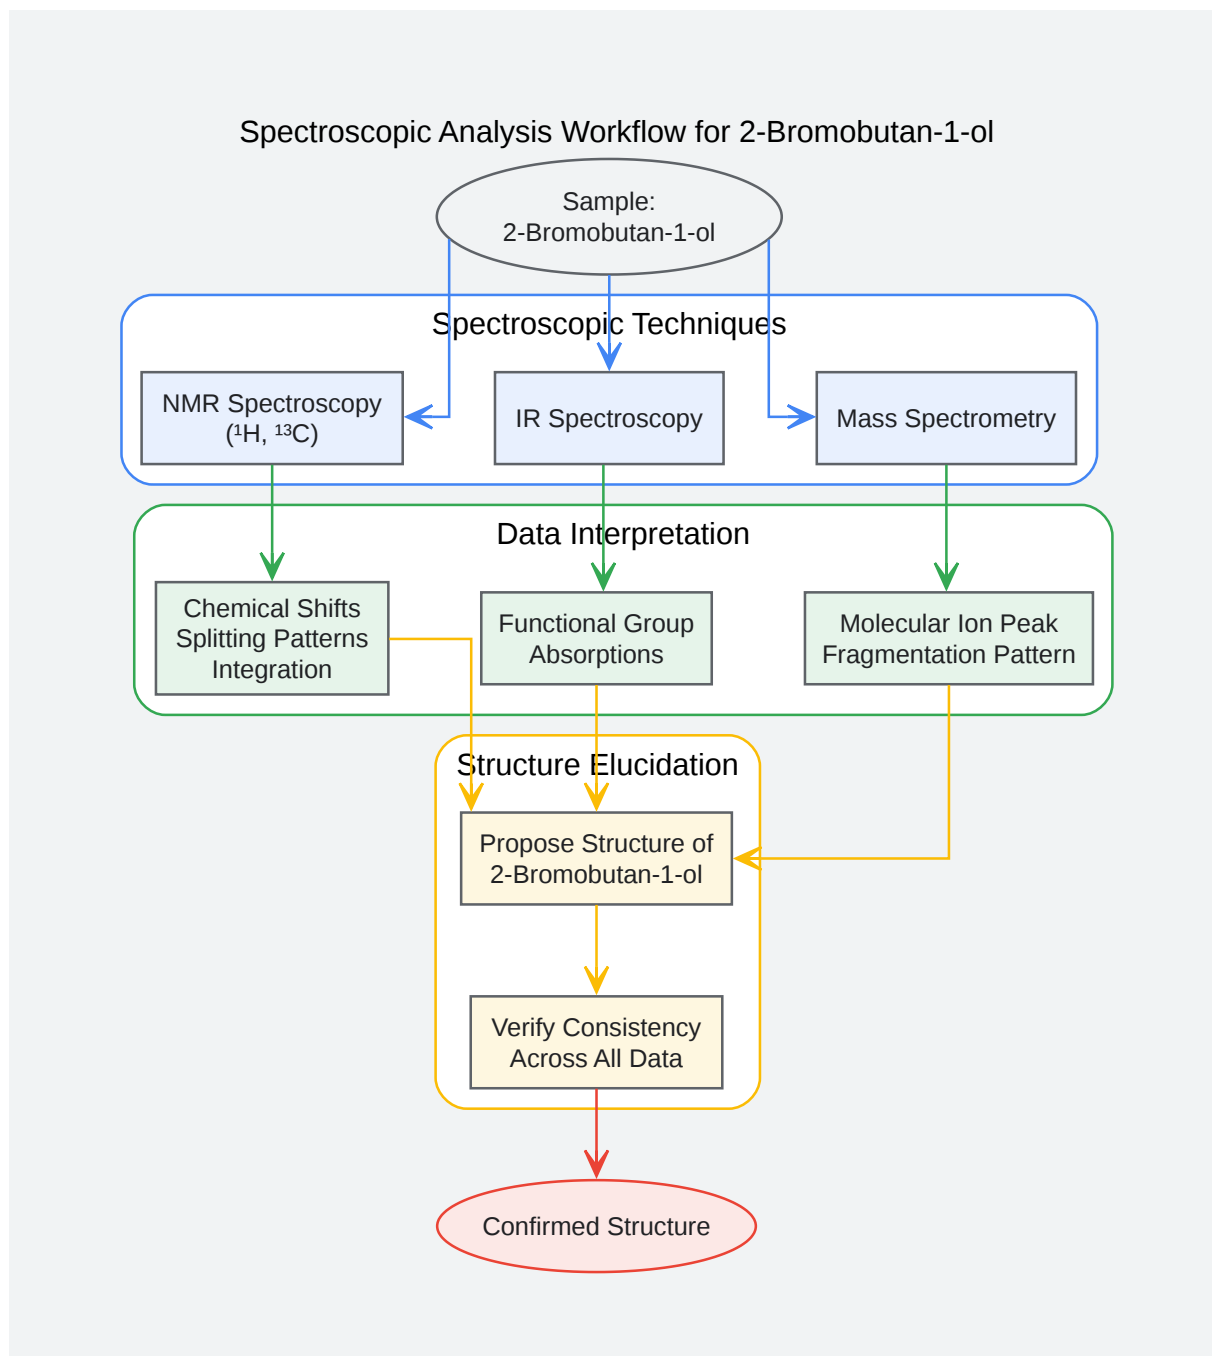 Spectroscopic Analysis Workflow for 2-Bromobutan-1-ol
Sample:
2-Bromobutan-1-ol
Spectroscopic Techniques
NMR Spectroscopy
(¹H, ¹³C)
IR Spectroscopy
Mass Spectrometry
Data Interpretation
Chemical Shifts
Splitting Patterns
Integration
Functional Group
Absorptions
Molecular Ion Peak
Fragmentation Pattern
Structure Elucidation
Propose Structure of
2-Bromobutan-1-ol
Verify Consistency
Across All Data
Confirmed Structure